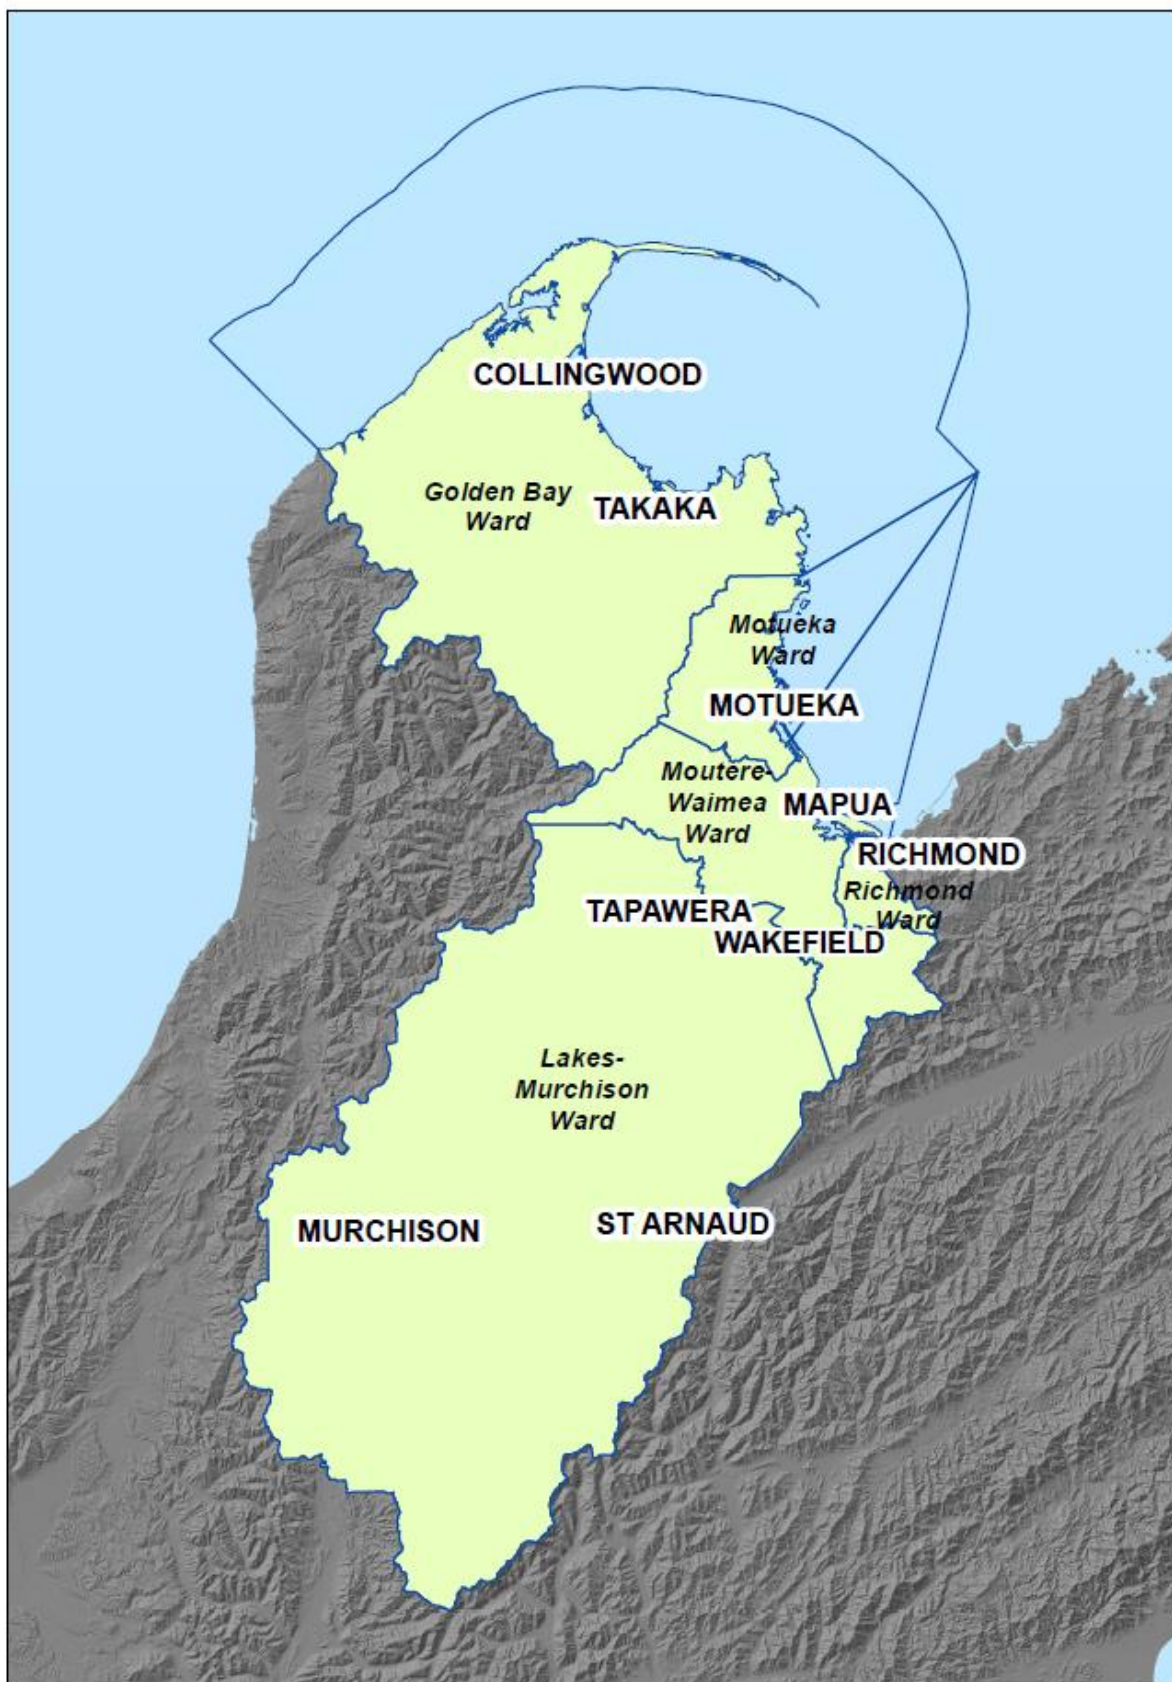 COLLINGWOOD
Golden Bay
Ward
TAKAKA
Motueka
Ward
MOTUEKA
Moutere-
Waimea
Ward
MAPUA
RICHMOND
Richmond
Ward
TAPAWERA
WAKEFIELD
Lakes-
Murchison
Ward
MURCHISON
ST ARNAUD